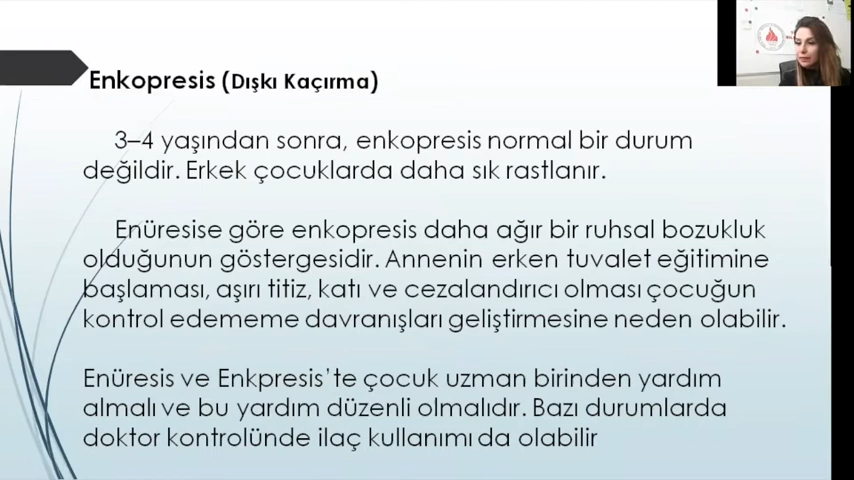 Enkopresis (Dışkı Kaçırma)
3–4 yaşından sonra, enkopresis normal bir durum
değildir. Erkek çocuklarda daha sık rastlanır.
Enüresise göre enkopresis daha ağır bir ruhsal bozukluk
olduğunun göstergesidir. Annenin erken tuvalet eğitimine
başlaması, aşırı titiz, katı ve cezalandırıcı olması çocuğun
kontrol edememe davranışları geliştirmesine neden olabilir.
Enüresis ve Enkpresis’te çocuk uzman birinden yardım
almalı ve bu yardım düzenli olmalıdır. Bazı durumlarda
doktor kontrolünde ilaç kullanımı da olabilir